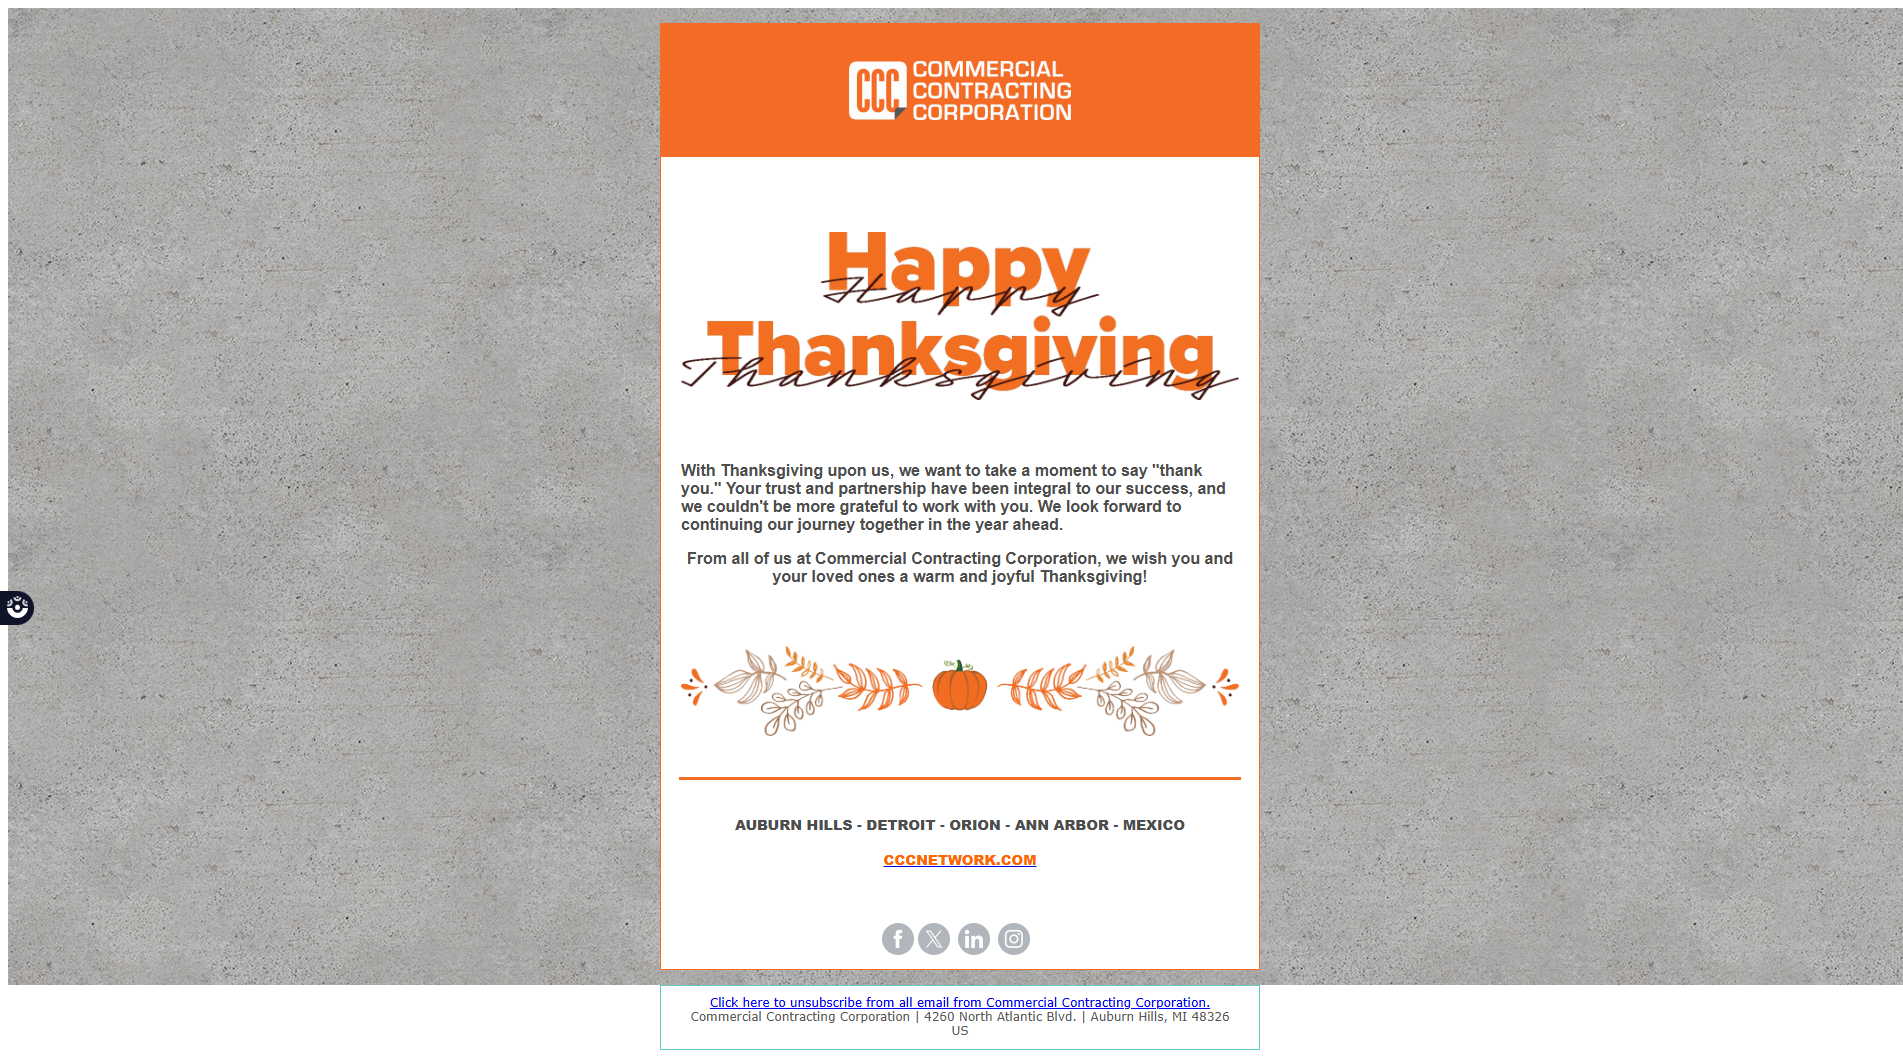 CCC COMMERCIAL
CONTRACTING
CORPORATION
Happy
Happy
Thanksgiving
Thanksgiving
With Thanksgiving upon us, we want to take a moment to say "thank
you." Your trust and partnership have been integral to our success, and
we couldn't be more grateful to work with you. We look forward to
continuing our journey together in the year ahead.
From all of us at Commercial Contracting Corporation, we wish you and
your loved ones a warm and joyful Thanksgiving!
AUBURN HILLS - DETROIT - ORION - ANN ARBOR - MEXICO
CCCNETWORK.COM
Click here to unsubscribe from all email from Commercial Contracting Corporation.
Commercial Contracting Corporation | 4260 North Atlantic Blvd. | Auburn Hills, MI 48326
US